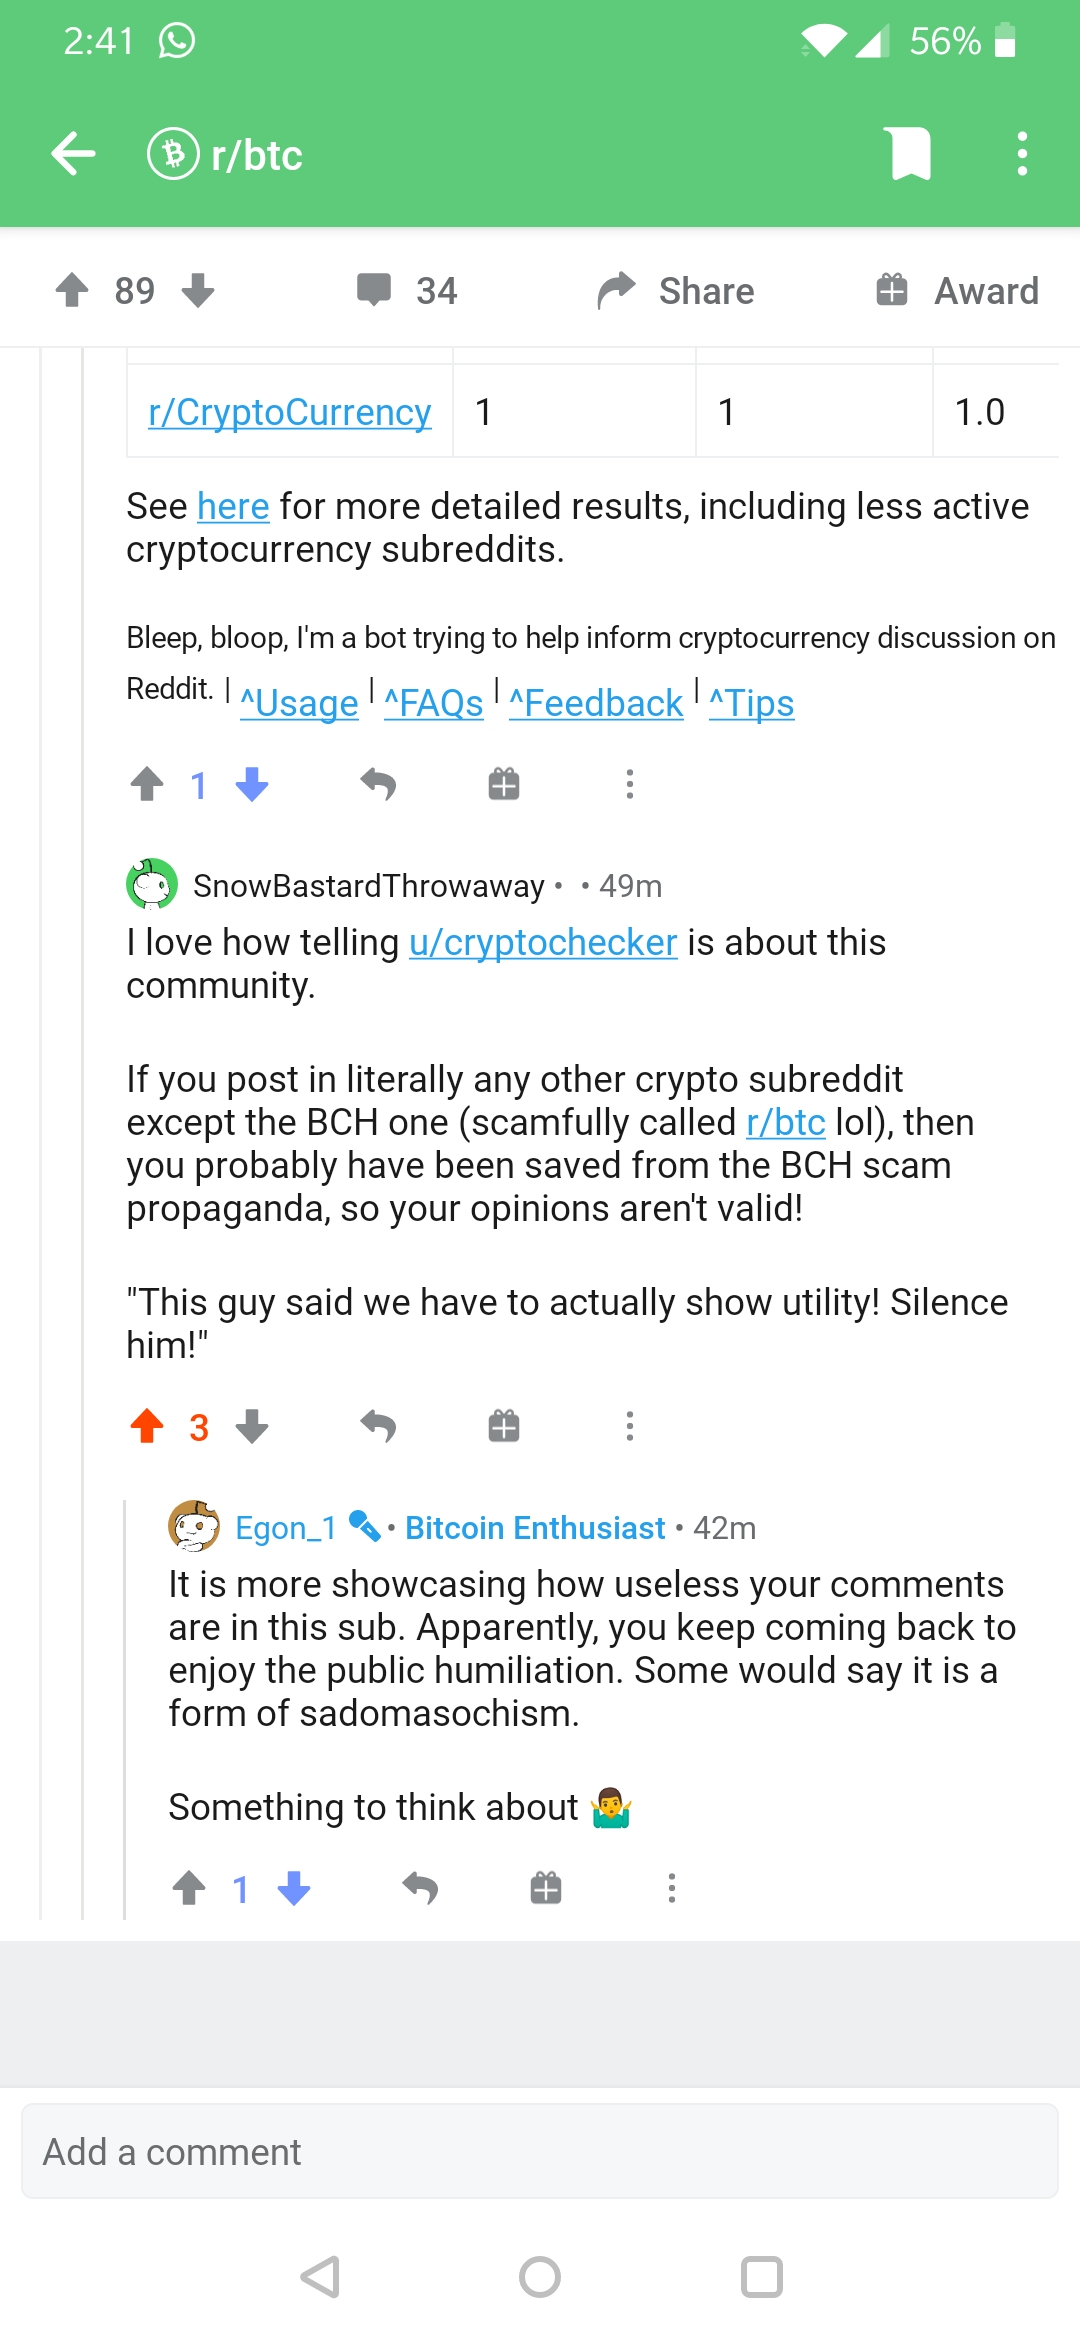 2:41
56%
r/btc
89
34
Share
Award
r/CryptoCurrency 1 1 1.0
See here for more detailed results, including less active
cryptocurrency subreddits.
Bleep, bloop, I'm a bot trying to help inform cryptocurrency discussion on
Reddit. | ^Usage | ^FAQs | ^Feedback | ^Tips
1
SnowBastardThrowaway • • 49m
I love how telling u/cryptochecker is about this
community.
If you post in literally any other crypto subreddit
except the BCH one (scamfully called r/btc lol), then
you probably have been saved from the BCH scam
propaganda, so your opinions aren't valid!
"This guy said we have to actually show utility! Silence
him!"
3
Egon_1 • Bitcoin Enthusiast • 42m
It is more showcasing how useless your comments
are in this sub. Apparently, you keep coming back to
enjoy the public humiliation. Some would say it is a
form of sadomasochism.
Something to think about 🤷‍♂️
1
Add a comment